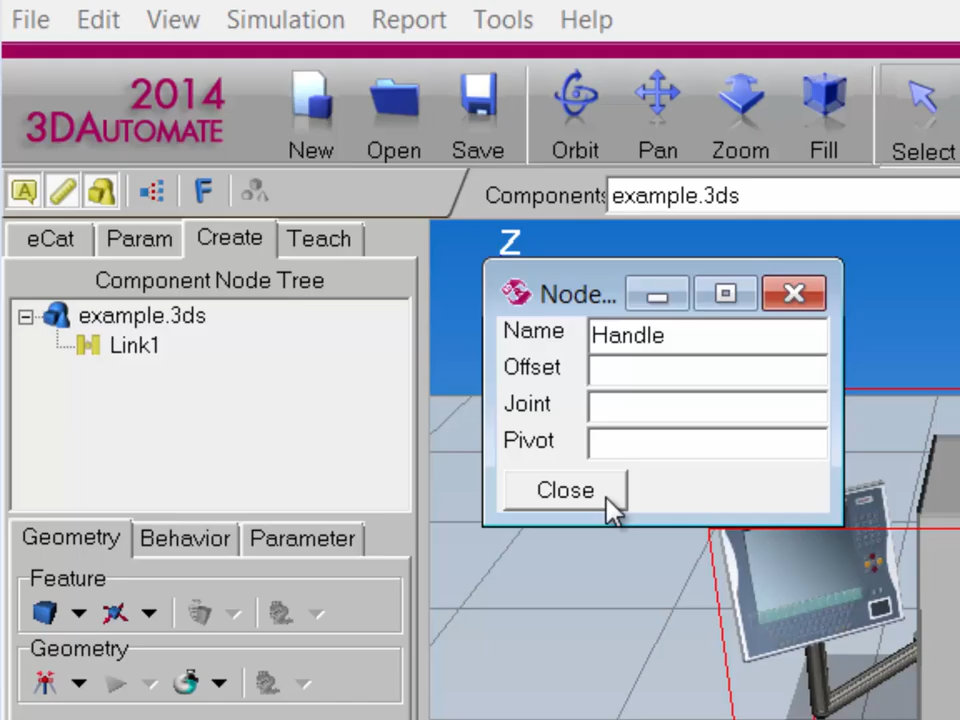 File Edit View Simulation Report Tools Help
2014
3DAUTOMATE
New Open Save Orbit Pan Zoom Fill Select
A F Components example.3ds
eCat Param Create Teach
Z
Component Node Tree
Node...
example.3ds
Name Handle
Link1
Offset
Joint
Pivot
Close
Geometry Behavior Parameter
Feature
Geometry